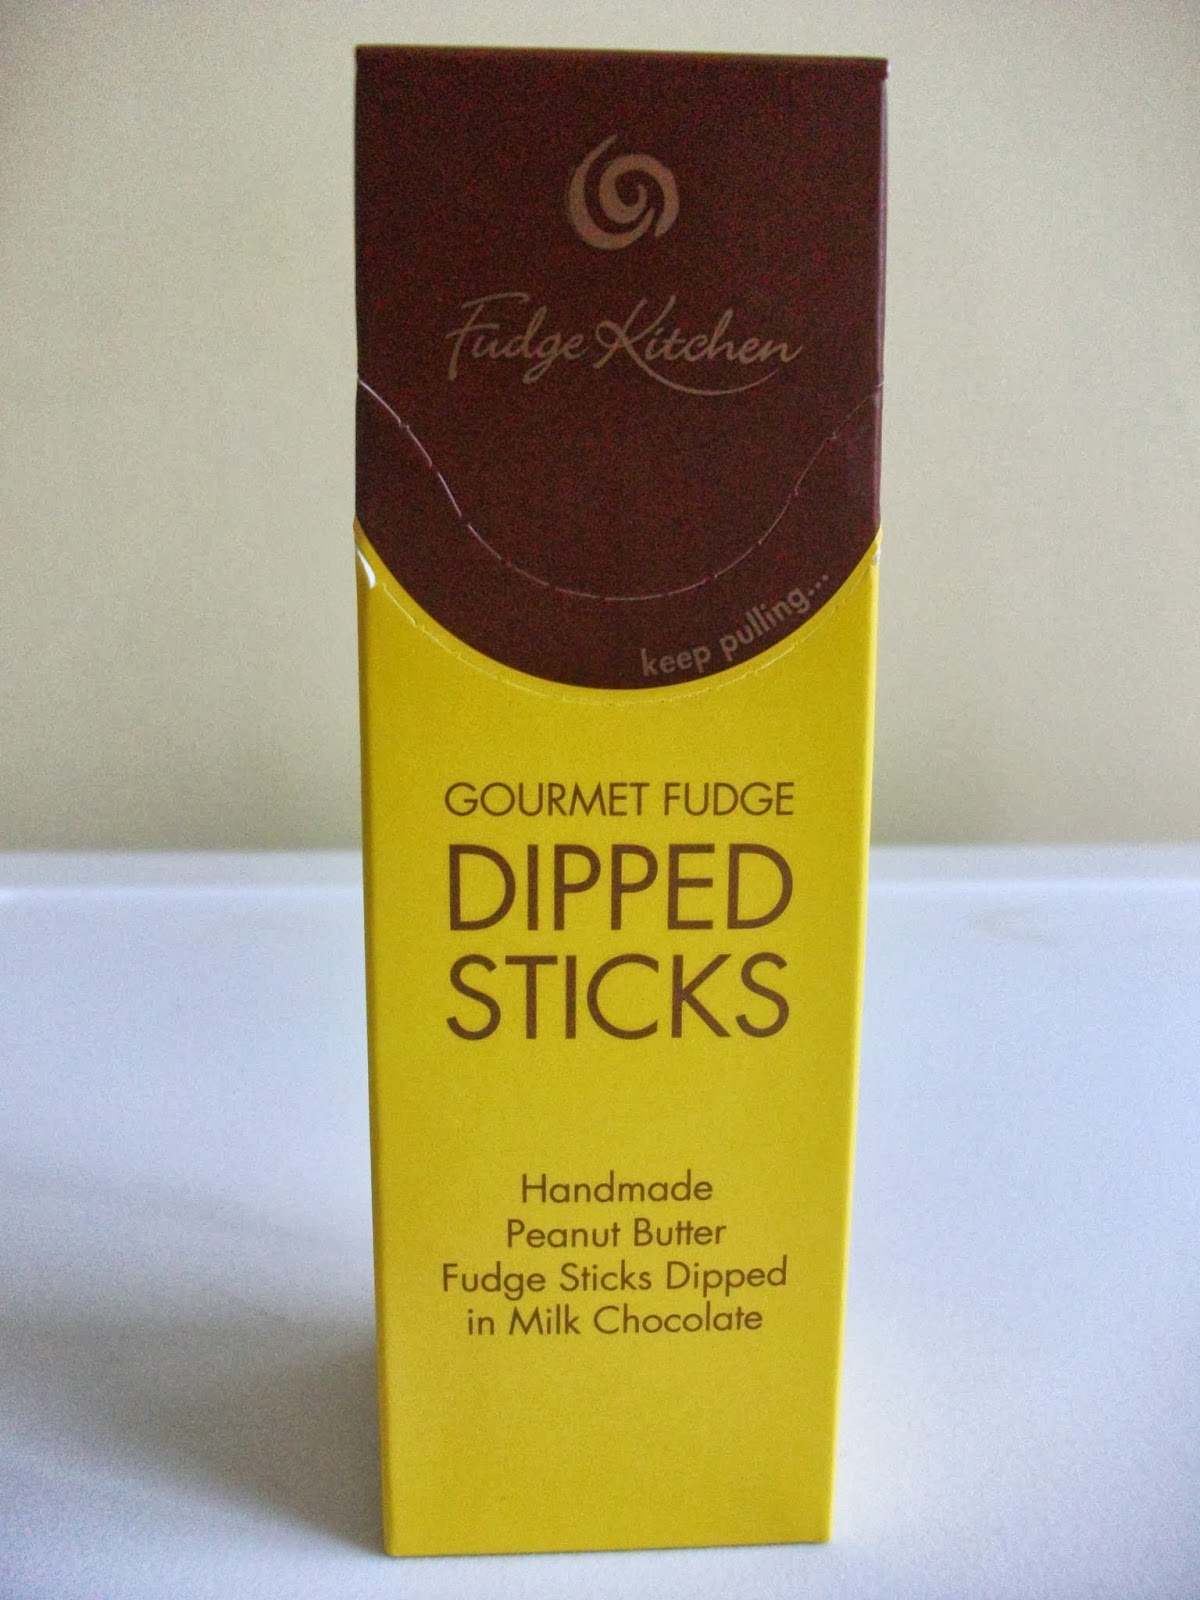 Fudge Kitchen
keep pulling...
GOURMET FUDGE
DIPPED
STICKS
Handmade
Peanut Butter
Fudge Sticks Dipped
in Milk Chocolate